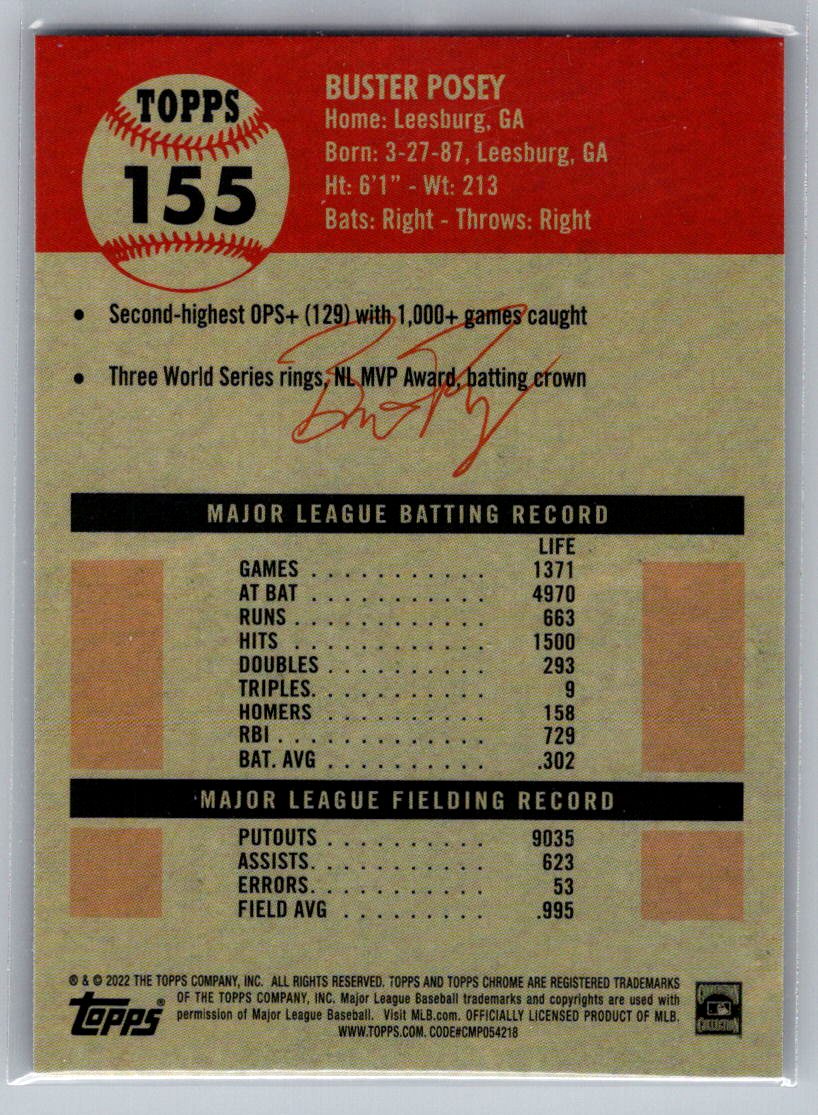 TOPPS
155
BUSTER POSEY
Home: Leesburg, GA
Born: 3-27-87, Leesburg, GA
Ht: 6'1" - Wt: 213
Bats: Right - Throws: Right
• Second-highest OPS+ (129) with 1,000+ games caught
• Three World Series rings, NL MVP Award, batting crown
MAJOR LEAGUE BATTING RECORD
LIFE
GAMES . . . . . . . . . . . 1371
AT BAT . . . . . . . . . . . 4970
RUNS . . . . . . . . . . . . 663
HITS . . . . . . . . . . . . 1500
DOUBLES . . . . . . . . . . 293
TRIPLES. . . . . . . . . . . 9
HOMERS . . . . . . . . . . 158
RBI . . . . . . . . . . . . . 729
BAT. AVG . . . . . . . . . . .302
MAJOR LEAGUE FIELDING RECORD
PUTOUTS . . . . . . . . . . 9035
ASSISTS. . . . . . . . . . . 623
ERRORS. . . . . . . . . . . 53
FIELD AVG . . . . . . . . . .995
® & © 2022 THE TOPPS COMPANY, INC. ALL RIGHTS RESERVED. TOPPS AND TOPPS CHROME ARE REGISTERED TRADEMARKS
OF THE TOPPS COMPANY, INC. Major League Baseball trademarks and copyrights are used with
permission of Major League Baseball. Visit MLB.com. OFFICIALLY LICENSED PRODUCT OF MLB.
WWW.TOPPS.COM. CODE#CMP054218
topps®
COOPERSTOWN
COLLECTION